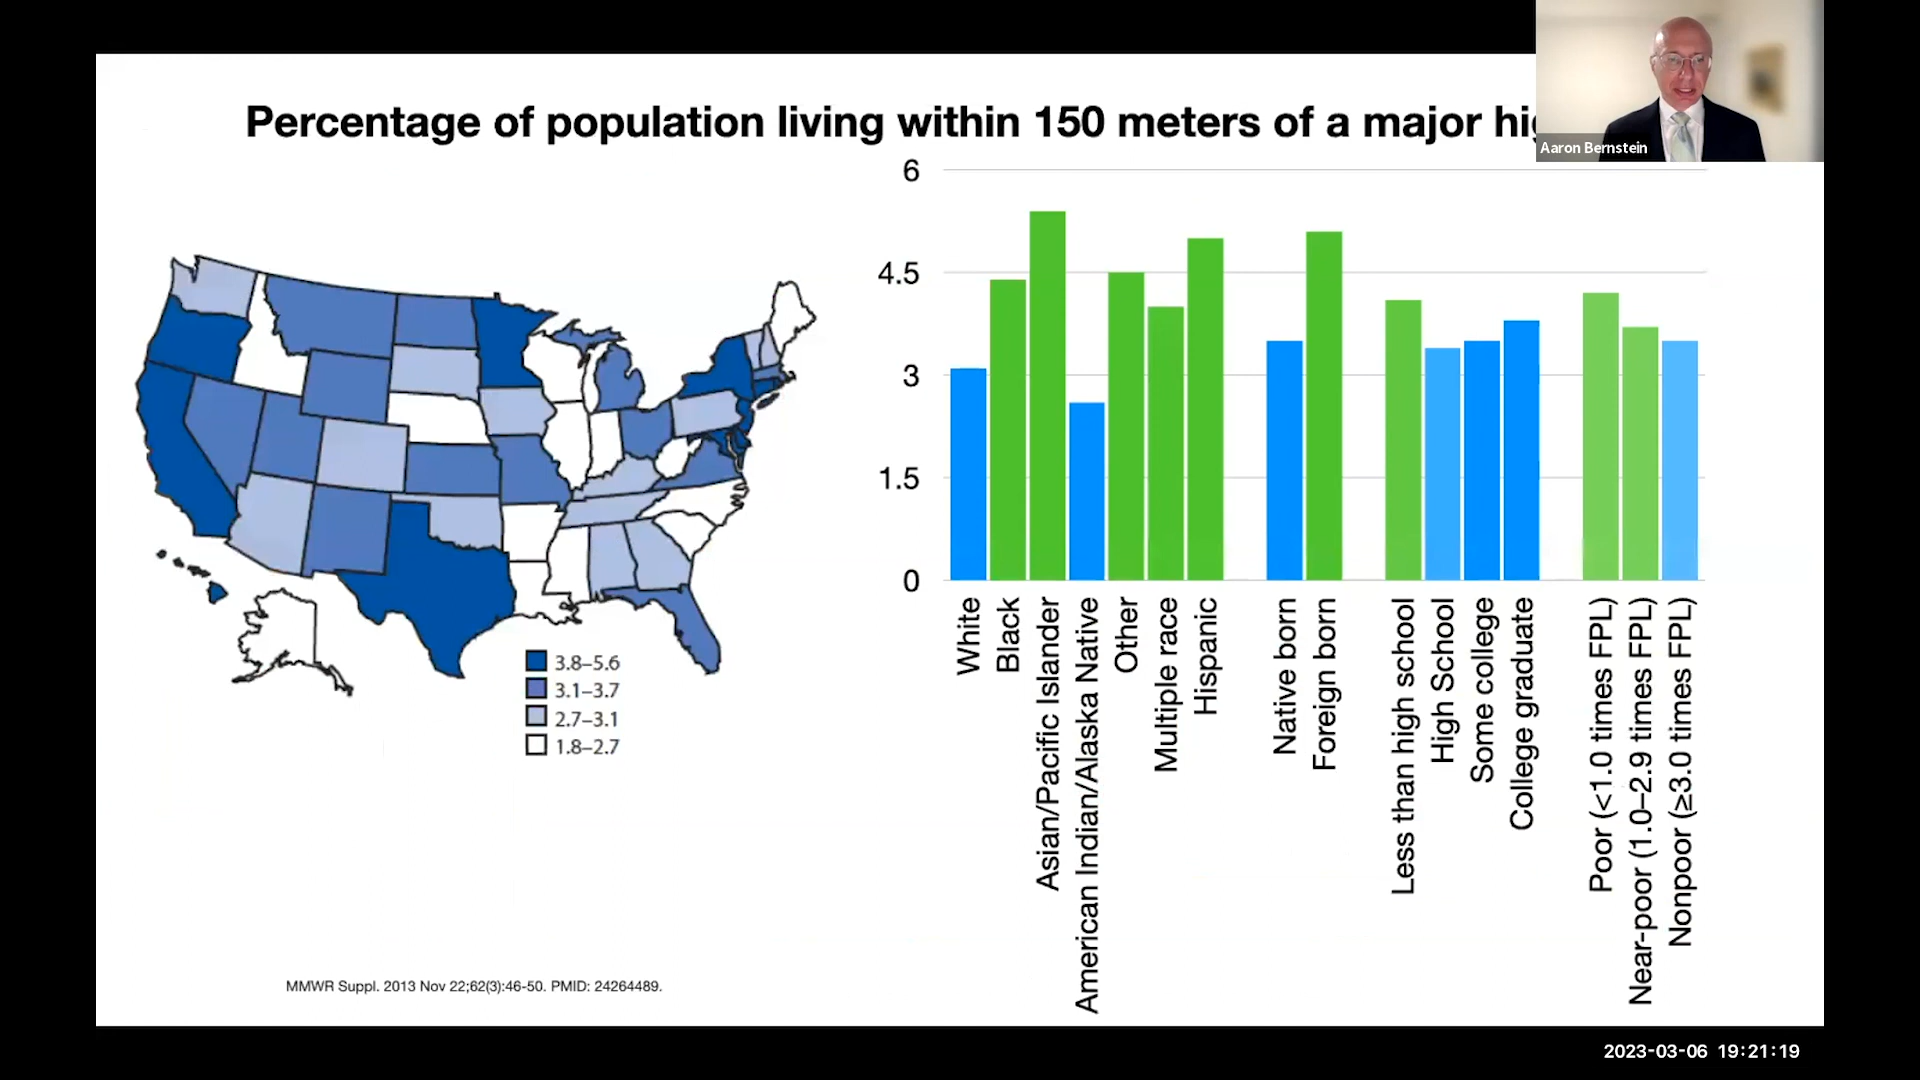 Percentage of population living within 150 meters of a major
Aaron Bernstein
6
4.5
3
1.5
0
White
Black
Asian/Pacific Islander
American Indian/Alaska Native
Other
Multiple race
Hispanic
Native born
Foreign born
Less than high school
High School
Some college
College graduate
Poor (<1.0 times FPL)
Near-poor (1.0–2.9 times FPL)
Nonpoor (≥3.0 times FPL)
3.8–5.6
3.1–3.7
2.7–3.1
1.8–2.7
MMWR Suppl. 2013 Nov 22;62(3):46-50. PMID: 24264489.
2023-03-06 19:21:19